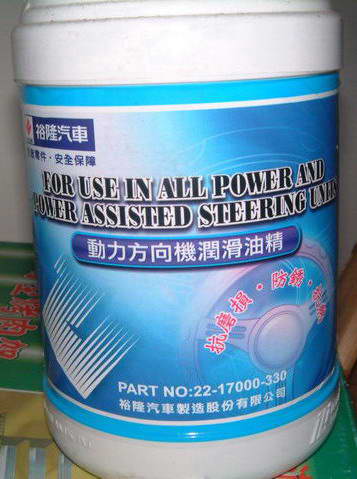 裕隆汽車
零件·安全保障
FOR USE IN ALL POWER AND
POWER ASSISTED STEERING UNITS
動力方向機潤滑油精
抗磨損·防銹·
PART NO:22-17000-330
裕隆汽車製造股份有限公司